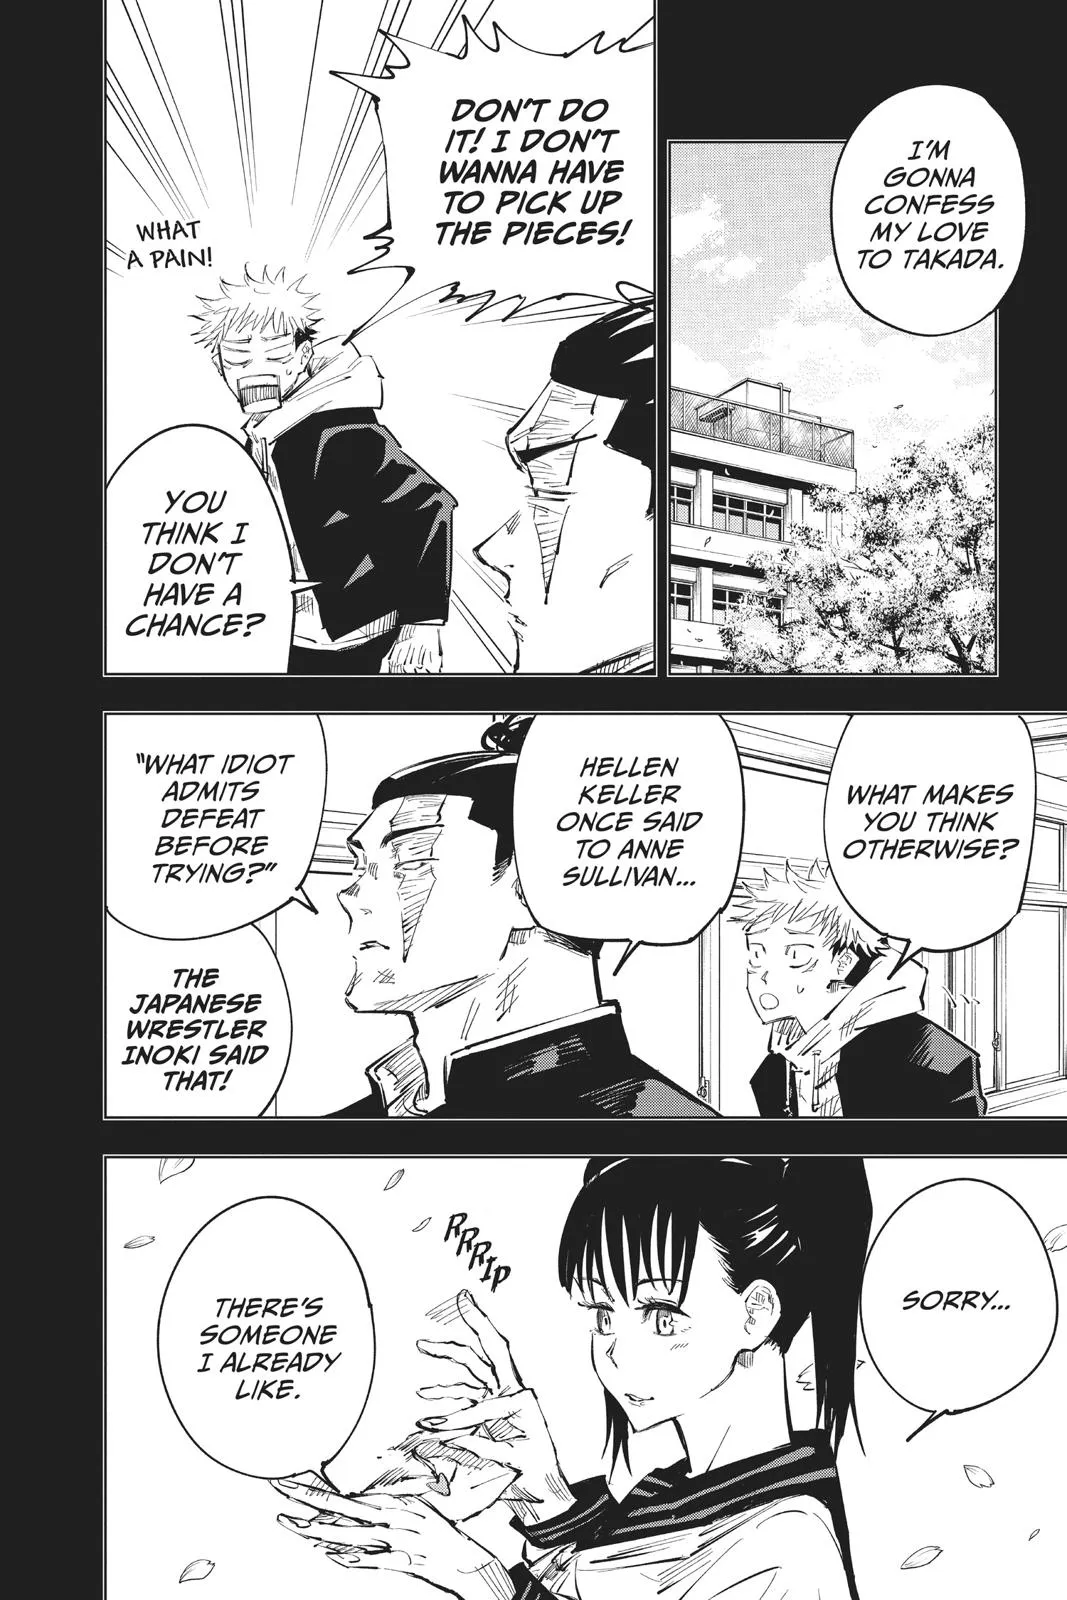 I'M
GONNA
CONFESS
MY LOVE
TO TAKADA.
DON'T DO
IT! I DON'T
WANNA HAVE
TO PICK UP
THE PIECES!
WHAT
A PAIN!
YOU
THINK I
DON'T
HAVE A
CHANCE?
WHAT MAKES
YOU THINK
OTHERWISE?
HELLEN
KELLER
ONCE SAID
TO ANNE
SULLIVAN...
"WHAT IDIOT
ADMITS
DEFEAT
BEFORE
TRYING?"
THE
JAPANESE
WRESTLER
INOKI SAID
THAT!
SORRY...
RRRIP
THERE'S
SOMEONE
I ALREADY
LIKE.